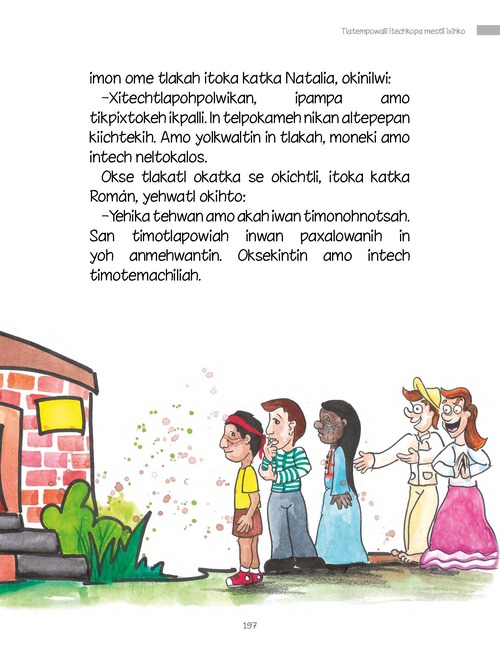 Tlatempowalli itechkopa mestli ixihko
imon ome tlakah itoka katka Natalia, okinilwi:
–Xitechtlapohpolwikan, ipampa amo
tikpixtokeh ikpalli. In telpokameh nikan altepepan
kiichtekih. Amo yolkwaltin in tlakah, moneki amo
intech neltokalos.
Okse tlakatl okatka se okichtli, itoka katka
Román, yehwatl okihto:
–Yehika tehwan amo akah iwan timonohnotsah.
San timotlapowiah inwan paxalowanih in
yoh anmehwantin. Oksekintin amo intech
timotemachiliah.
197